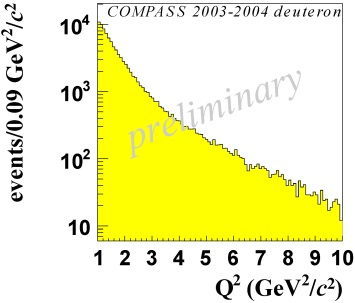 COMPASS 2003-2004 deuteron
events/0.09 GeV²/c²
10⁴
10³
10²
10
preliminary
1 2 3 4 5 6 7 8 9 10
Q² (GeV²/c²)